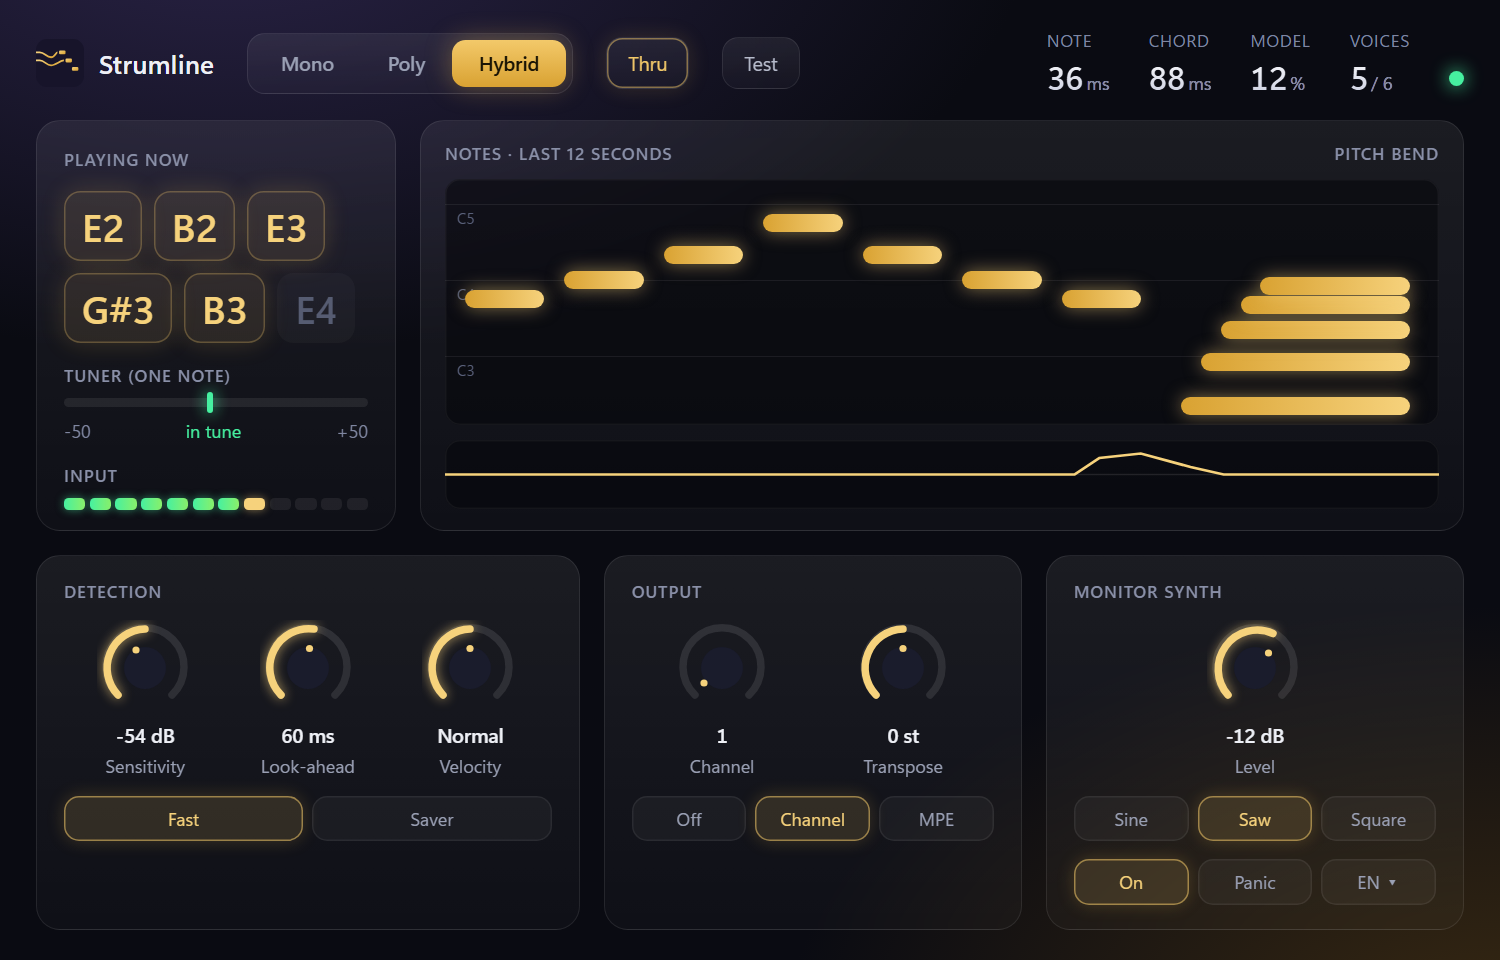 Strumline
Mono Poly Hybrid Thru Test
NOTE CHORD MODEL VOICES
36 ms 88 ms 12 % 5 / 6
PLAYING NOW
E2 B2 E3
G#3 B3 E4
TUNER (ONE NOTE)
-50 in tune +50
INPUT
NOTES · LAST 12 SECONDS PITCH BEND
C5
C3
DETECTION
-54 dB 60 ms Normal
Sensitivity Look-ahead Velocity
Fast Saver
OUTPUT
1 0 st
Channel Transpose
Off Channel MPE
MONITOR SYNTH
-12 dB
Level
Sine Saw Square
On Panic EN ▾